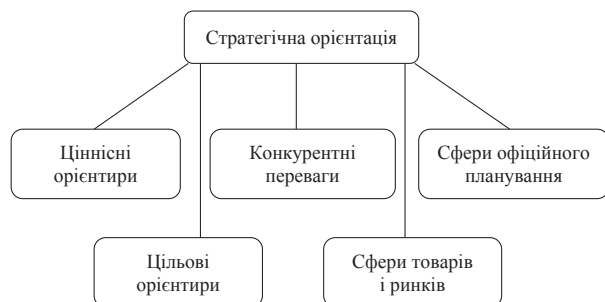 Стратегічна орієнтація
Ціннісні
орієнтири
Конкурентні
переваги
Сфери офіційного
планування
Цільові
орієнтири
Сфери товарів
і ринків